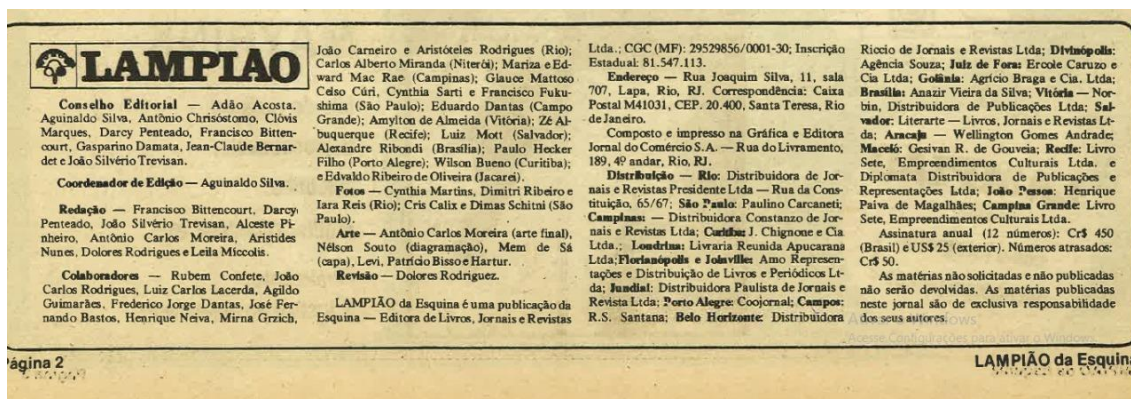 LAMPIÃO
Conselho Editorial — Adão Acosta,
Aguinaldo Silva, Antônio Chrisóstomo, Clóvis
Marques, Darcy Penteado, Francisco Bitten-
court, Gasparino Damata, Jean-Claude Bernar-
det e João Silvério Trevisan.
Coordenador de Edição — Aguinaldo Silva.
Redação — Francisco Bittencourt, Darcy
Penteado, João Silvério Trevisan, Alceste Pi-
nheiro, Antônio Carlos Moreira, Aristides
Nunes, Dolores Rodrigues e Leila Míccolis.
Colaboradores — Rubem Confete, João
Carlos Rodrigues, Luiz Carlos Lacerda, Agildo
Guimarães, Frederico Jorge Dantas, José Fer-
nando Bastos, Henrique Neiva, Mirna Grzich,
João Carneiro e Aristóteles Rodrigues (Rio);
Carlos Alberto Miranda (Niterói); Mariza e Ed-
ward Mac Rae (Campinas); Glauce Mattoso
Celso Cúri, Cynthia Sarti e Francisco Fuku-
shima (São Paulo); Eduardo Dantas (Campo
Grande); Amylton de Almeida (Vitória); Zé Al-
buquerque (Recife); Luiz Mott (Salvador);
Alexandre Ribondi (Brasília); Paulo Hecker
Filho (Porto Alegre); Wilson Bueno (Curitiba);
e Edvaldo Ribeiro de Oliveira (Jacareí).
Fotos — Cynthia Martins, Dimitri Ribeiro e
Iara Reis (Rio); Cris Calix e Dimas Schitni (São
Paulo).
Arte — Antônio Carlos Moreira (arte final),
Nélson Souto (diagramação), Mem de Sá
(capa), Levi, Patrício Bisso e Hartur.
Revisão — Dolores Rodriguez.
LAMPIÃO da Esquina é uma publicação da
Esquina — Editora de Livros, Jornais e Revistas
Ltda.; CGC (MF): 29529856/0001-30; Inscrição
Estadual: 81.547.113.
Endereço — Rua Joaquim Silva, 11, sala
707, Lapa, Rio, RJ. Correspondência: Caixa
Postal M41031, CEP. 20.400, Santa Teresa, Rio
de Janeiro.
Composto e impresso na Gráfica e Editora
Jornal do Comércio S.A. — Rua do Livramento,
189, 4º andar, Rio, RJ.
Distribuição — Rio: Distribuidora de Jor-
nais e Revistas Presidente Ltda — Rua da Cons-
tituição, 65/67; São Paulo: Paulino Carcaneti;
Campinas: — Distribuidora Constanzo de Jor-
nais e Revistas Ltda; Curitiba: J. Chignone e Cia
Ltda.; Londrina: Livraria Reunida Apucarana
Ltda; Florianópolis e Joinville: Amo Represen-
tações e Distribuição de Livros e Periódicos Lt-
da; Jundiaí: Distribuidora Paulista de Jornais e
Revista Ltda; Porto Alegre: Coojornal; Campos:
R.S. Santana; Belo Horizonte: Distribuidora
Riccio de Jornais e Revistas Ltda; Divinópolis:
Agência Souza; Juiz de Fora: Ercole Caruzo e
Cia Ltda; Goiânia: Agrício Braga e Cia. Ltda;
Brasília: Anazir Vieira da Silva; Vitória — Nor-
bin, Distribuidora de Publicações Ltda; Sal-
vador: Literarte — Livros, Jornais e Revistas Lt-
da; Aracaju — Wellington Gomes Andrade;
Maceió: Gesivan R. de Gouveia; Recife: Livro
Sete, Empreendimentos Culturais Ltda. e
Diplomata Distribuidora de Publicações e
Representações Ltda; João Pessoa: Henrique
Paiva de Magalhães; Campina Grande: Livro
Sete, Empreendimentos Culturais Ltda.
Assinatura anual (12 números): Cr$ 450
(Brasil) e US$ 25 (exterior). Números atrasados:
Cr$ 50.
As matérias não solicitadas e não publicadas
não serão devolvidas. As matérias publicadas
neste jornal são de exclusiva responsabilidade
dos seus autores.
Acesse Configurações para ativar o Windows.
Página 2
LAMPIÃO da Esquina